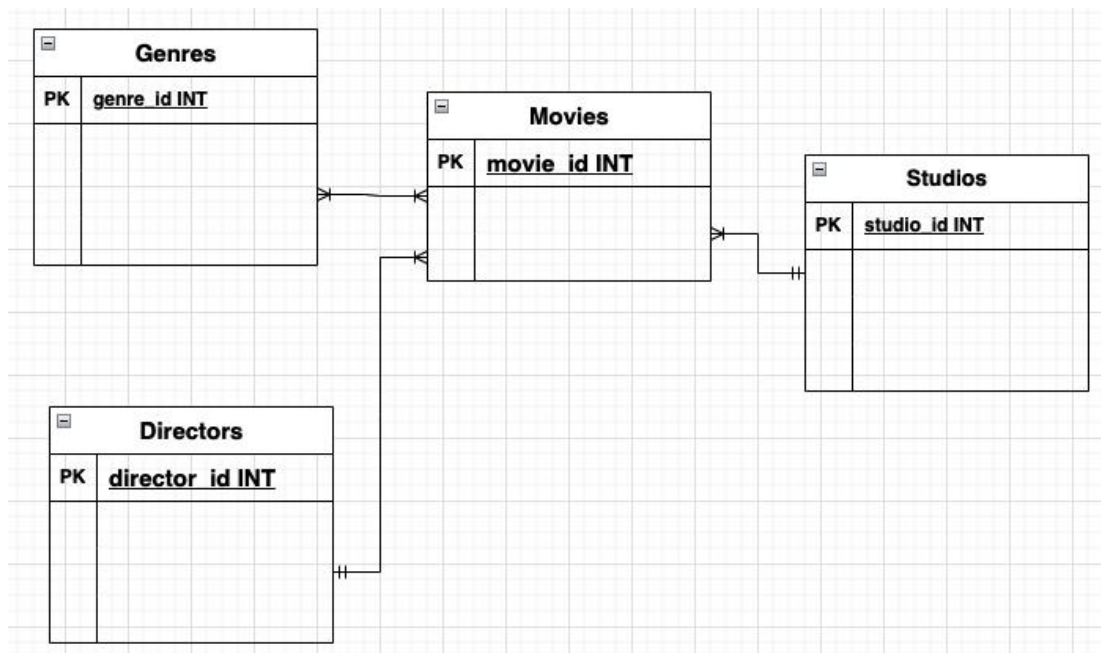 Genres
PK genre_id INT
Movies
PK movie_id INT
Studios
PK studio_id INT
Directors
PK director_id INT